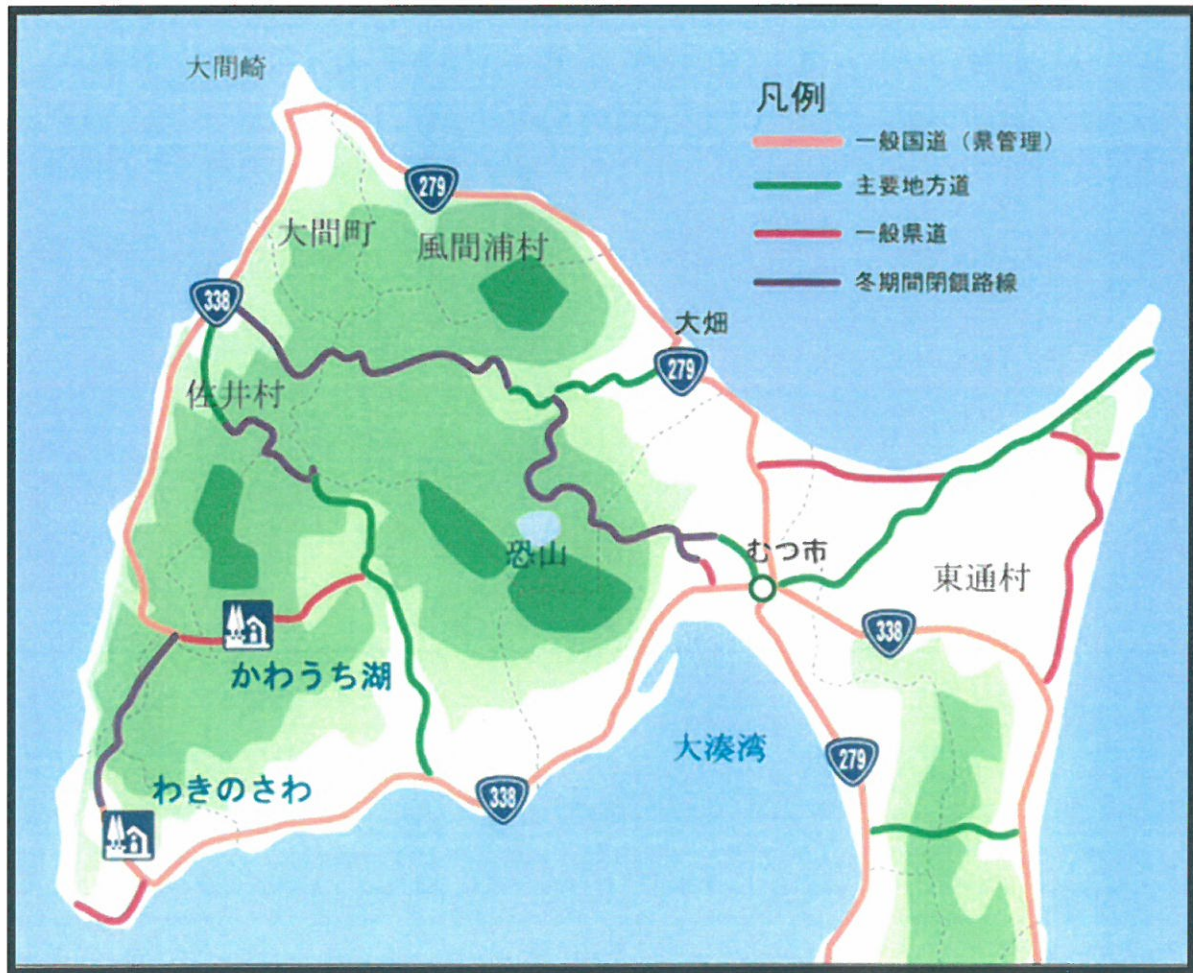 大間崎
凡例
一般国道（県管理）
主要地方道
一般県道
冬期間閉鎖路線
279
大間町
風間浦村
338
大畑
279
佐井村
恐山
むつ市
東通村
338
かわうち湖
大湊湾
279
わきのさわ
338